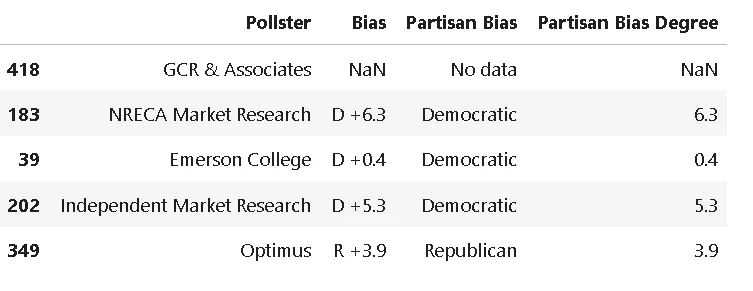 Pollster Bias Partisan Bias Partisan Bias Degree
418 GCR & Associates NaN No data NaN
183 NRECA Market Research D +6.3 Democratic 6.3
39 Emerson College D +0.4 Democratic 0.4
202 Independent Market Research D +5.3 Democratic 5.3
349 Optimus R +3.9 Republican 3.9